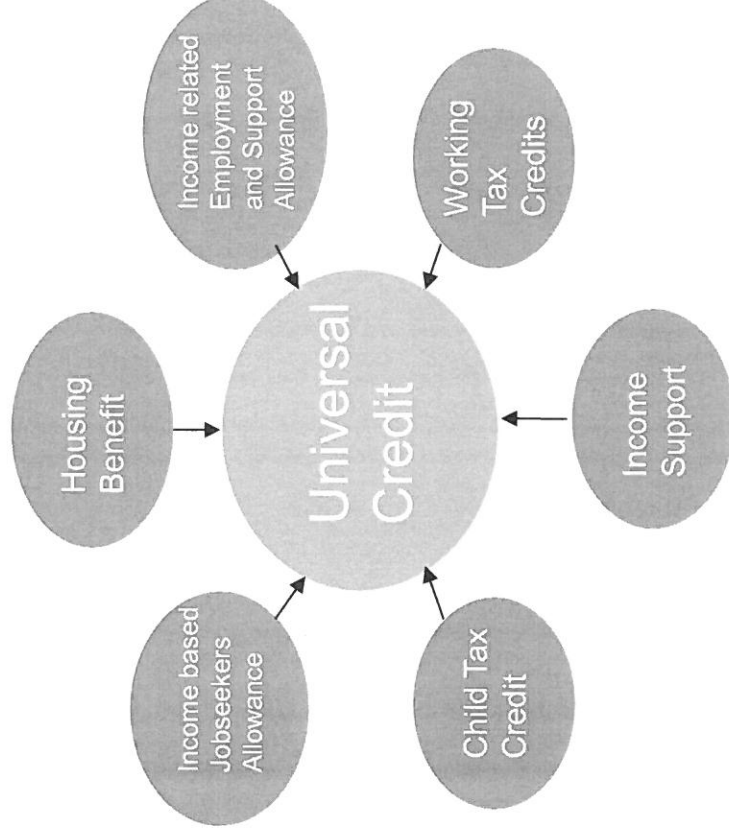 Housing
Benefit
Income based
Jobseekers
Allowance
Income related
Employment
and Support
Allowance
Universal
Credit
Child Tax
Credit
Working
Tax
Credits
Income
Support